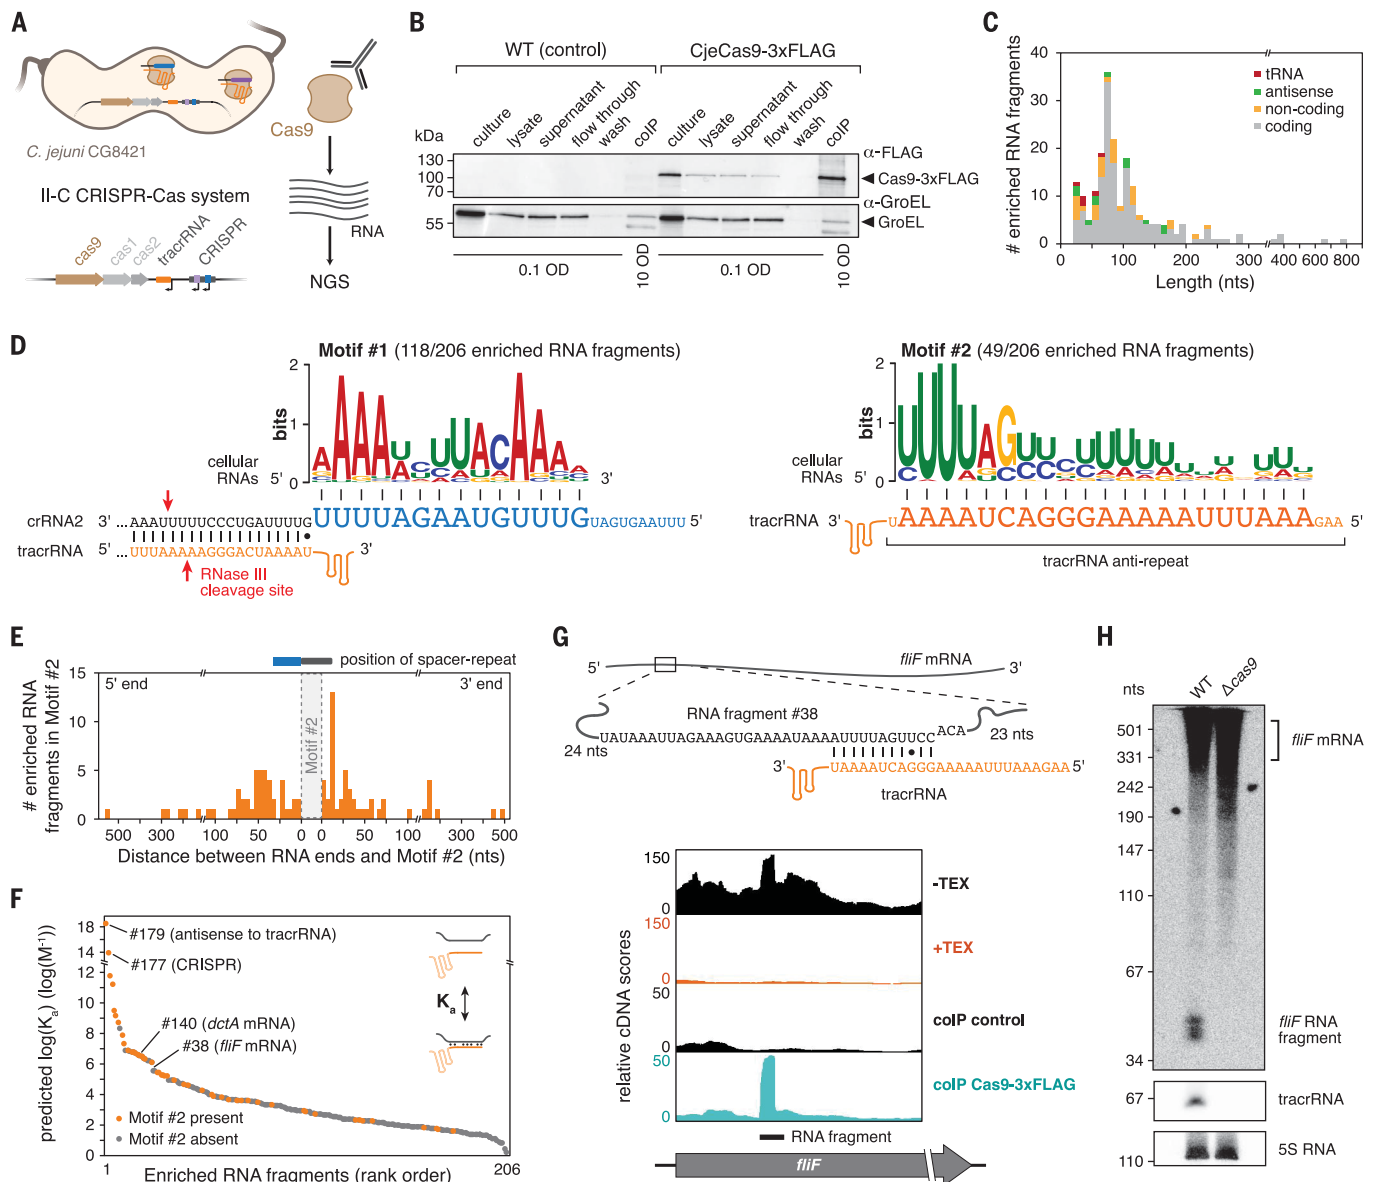 A
C. jejuni CG8421
II-C CRISPR-Cas system
cas9
cas1
cas2
tracrRNA
CRISPR
Cas9
RNA
NGS
B
WT (control)
CjeCas9-3xFLAG
culture
lysate
supernatant
flow through
wash
coIP
culture
lysate
supernatant
flow through
wash
coIP
kDa
130
100
70
55
α-FLAG
Cas9-3xFLAG
α-GroEL
GroEL
0.1 OD
10 OD
0.1 OD
10 OD
C
# enriched RNA fragments
40
30
20
10
0
tRNA
antisense
non-coding
coding
0
100
200
300
400
600
800
Length (nts)
D
Motif #1 (118/206 enriched RNA fragments)
bits
2
1
0
cellular
RNAs
5'
3'
crRNA2 3' ...AAAUUUUUCCCUGAUUUUGUUUUAGAAUGUUUGUAGUGAAUUU 5'
tracrRNA 5' ...UUUAAAAAGGGACUAAAAU 3'
RNase III
cleavage site
Motif #2 (49/206 enriched RNA fragments)
bits
2
1
0
cellular
RNAs
5'
3'
tracrRNA 3' UAAAAUCAGGGAAAAAUUUAAAGAA 5'
tracrRNA anti-repeat
E
position of spacer-repeat
# enriched RNA
fragments in Motif #2
15
10
5
0
5' end
3' end
Motif #2
500
300
100
50
0
0
50
100
300
500
Distance between RNA ends and Motif #2 (nts)
F
predicted log(Ka) (log(M-1))
18
14
12
10
8
6
4
2
0
#179 (antisense to tracrRNA)
#177 (CRISPR)
#140 (dctA mRNA)
#38 (fliF mRNA)
Ka
Motif #2 present
Motif #2 absent
1
206
Enriched RNA fragments (rank order)
G
5'
fliF mRNA
3'
RNA fragment #38
24 nts
UAUAAAUUAGAAAGUGAAAAUAAAAUUUUAGUUCCACA
23 nts
3' UAAAAUCAGGGAAAAAUUUAAAGAA 5'
tracrRNA
relative cDNA scores
150
0
-TEX
150
0
+TEX
50
0
coIP control
50
0
coIP Cas9-3xFLAG
RNA fragment
fliF
H
nts
WT
Δcas9
501
331
242
190
147
110
67
34
fliF mRNA
fliF RNA
fragment
67
tracrRNA
110
5S RNA